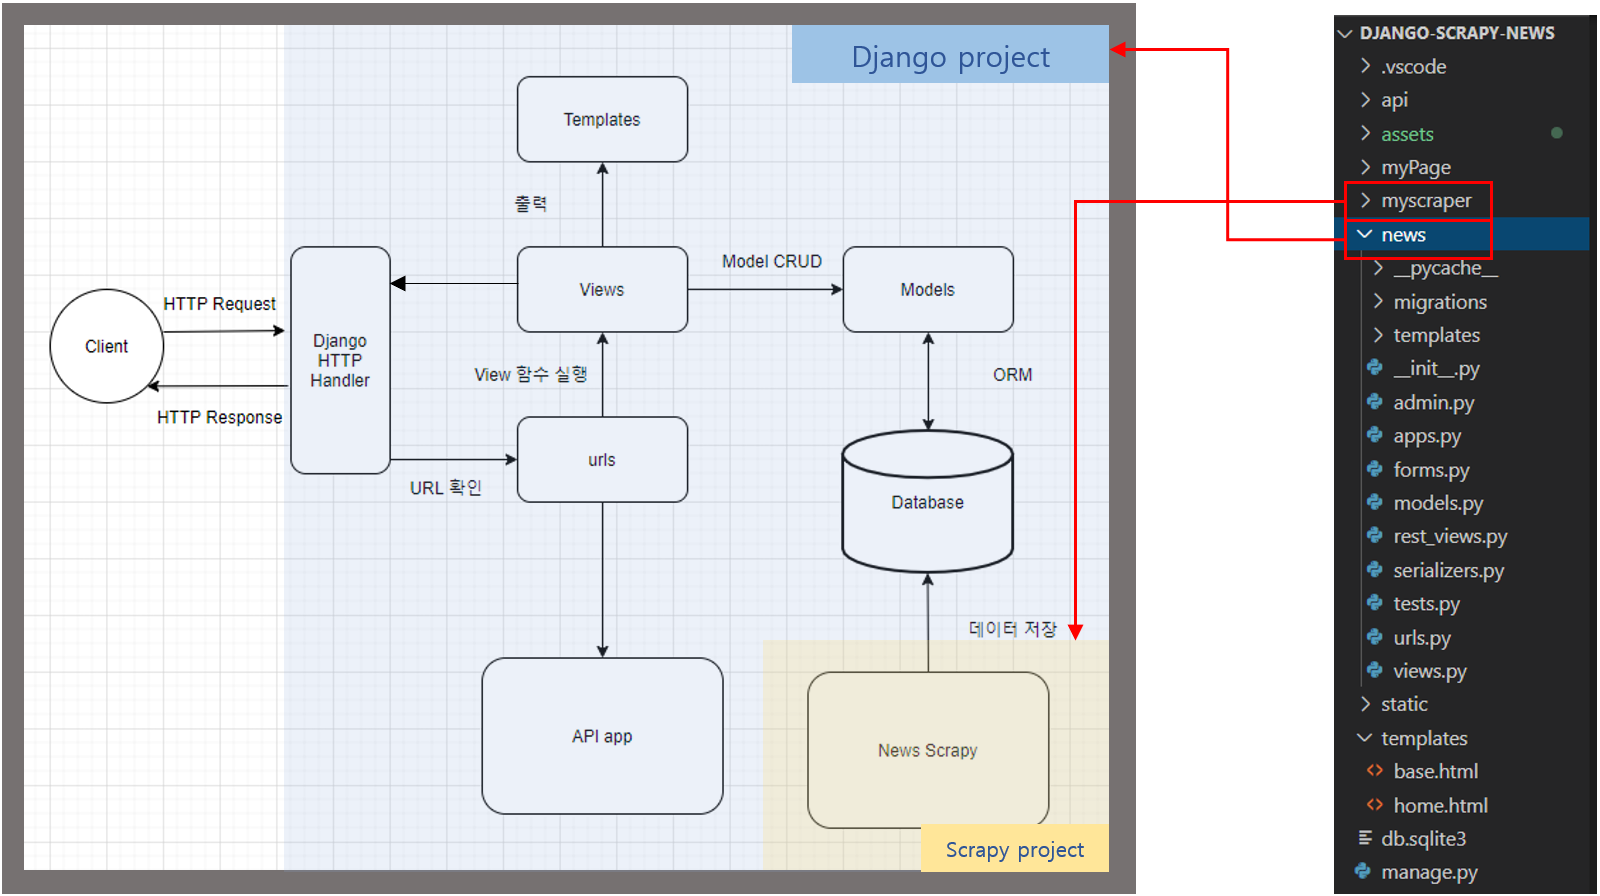 Django project
Templates
출력
Views
Model CRUD
Models
HTTP Request
Client
Django
HTTP
Handler
View 함수 실행
ORM
HTTP Response
urls
URL 확인
Database
데이터 저장
API app
News Scrapy
Scrapy project
DJANGO-SCRAPY-NEWS
.vscode
api
assets
myPage
myscraper
news
__pycache__
migrations
templates
__init__.py
admin.py
apps.py
forms.py
models.py
rest_views.py
serializers.py
tests.py
urls.py
views.py
static
templates
base.html
home.html
db.sqlite3
manage.py